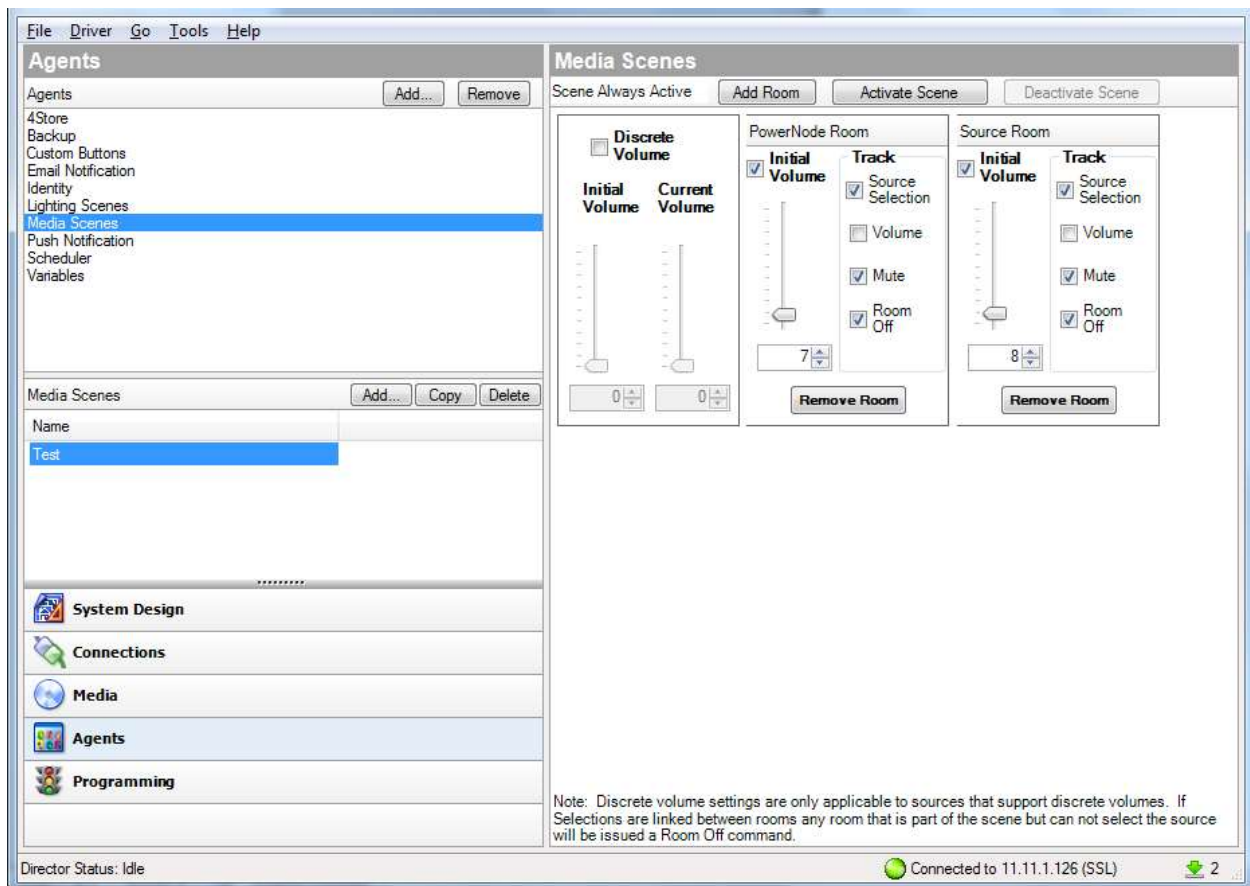 File Driver Go Tools Help
Agents
Agents Add... Remove
4Store
Backup
Custom Buttons
Email Notification
Identity
Lighting Scenes
Media Scenes
Push Notification
Scheduler
Variables
Media Scenes Add... Copy Delete
Name
Test
System Design
Connections
Media
Agents
Programming
Media Scenes
Scene Always Active Add Room Activate Scene Deactivate Scene
Discrete
Volume
Initial Current
Volume Volume
0 0
PowerNode Room
Initial
Volume
Track
Source
Selection
Volume
Mute
Room
Off
7
Remove Room
Source Room
Initial
Volume
Track
Source
Selection
Volume
Mute
Room
Off
8
Remove Room
Note: Discrete volume settings are only applicable to sources that support discrete volumes. If
Selections are linked between rooms any room that is part of the scene but can not select the source
will be issued a Room Off command.
Director Status: Idle
Connected to 11.11.1.126 (SSL) 2